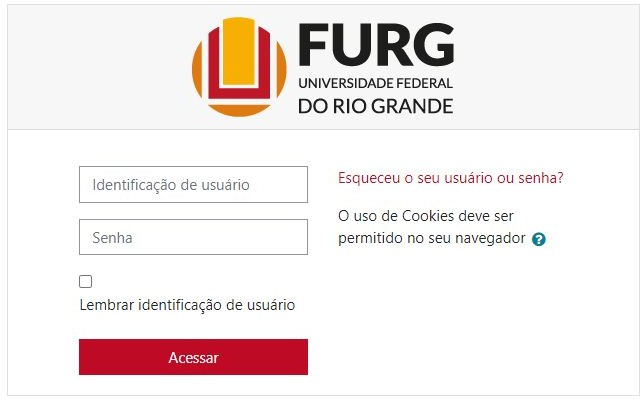 FURG
UNIVERSIDADE FEDERAL
DO RIO GRANDE
Identificação de usuário
Senha
Lembrar identificação de usuário
Acessar
Esqueceu o seu usuário ou senha?
O uso de Cookies deve ser
permitido no seu navegador ?